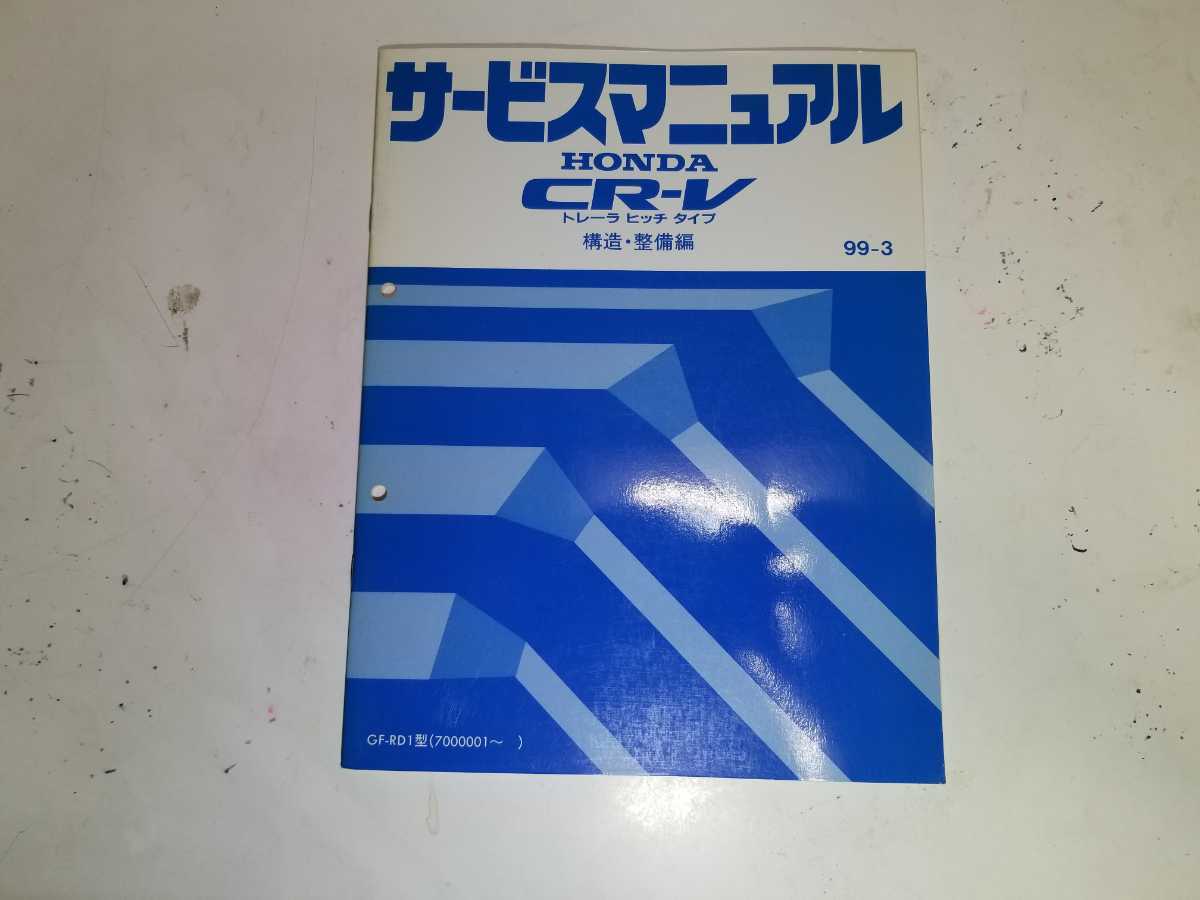 サービスマニュアル
HONDA
CR-V
トレーラ ヒッチ タイプ
構造・整備編
99-3
GF-RD1型(7000001〜 )